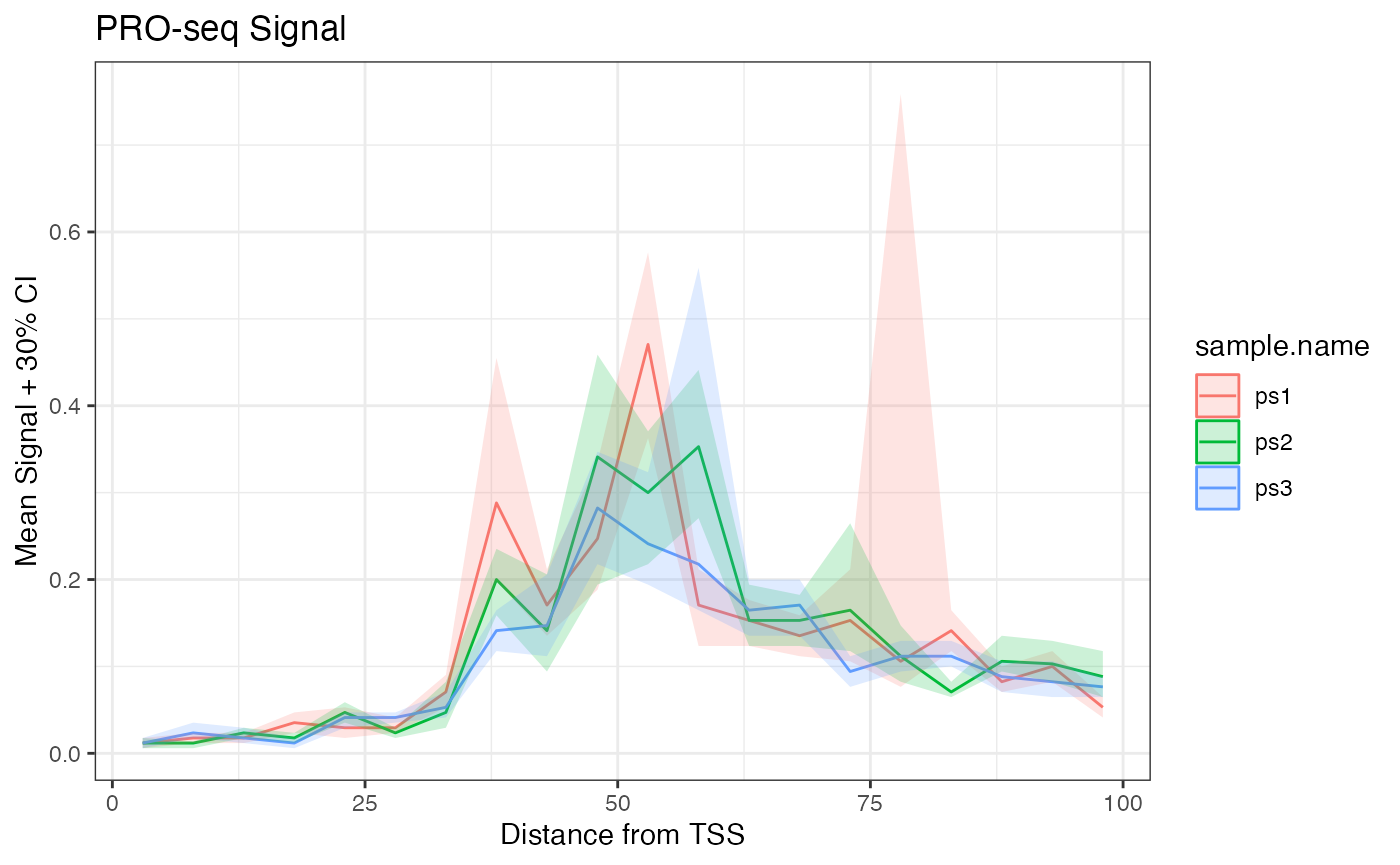 PRO-seq Signal
Mean Signal + 30% CI
0.6
0.4
0.2
0.0
0 25 50 75 100
Distance from TSS
sample.name
ps1
ps2
ps3